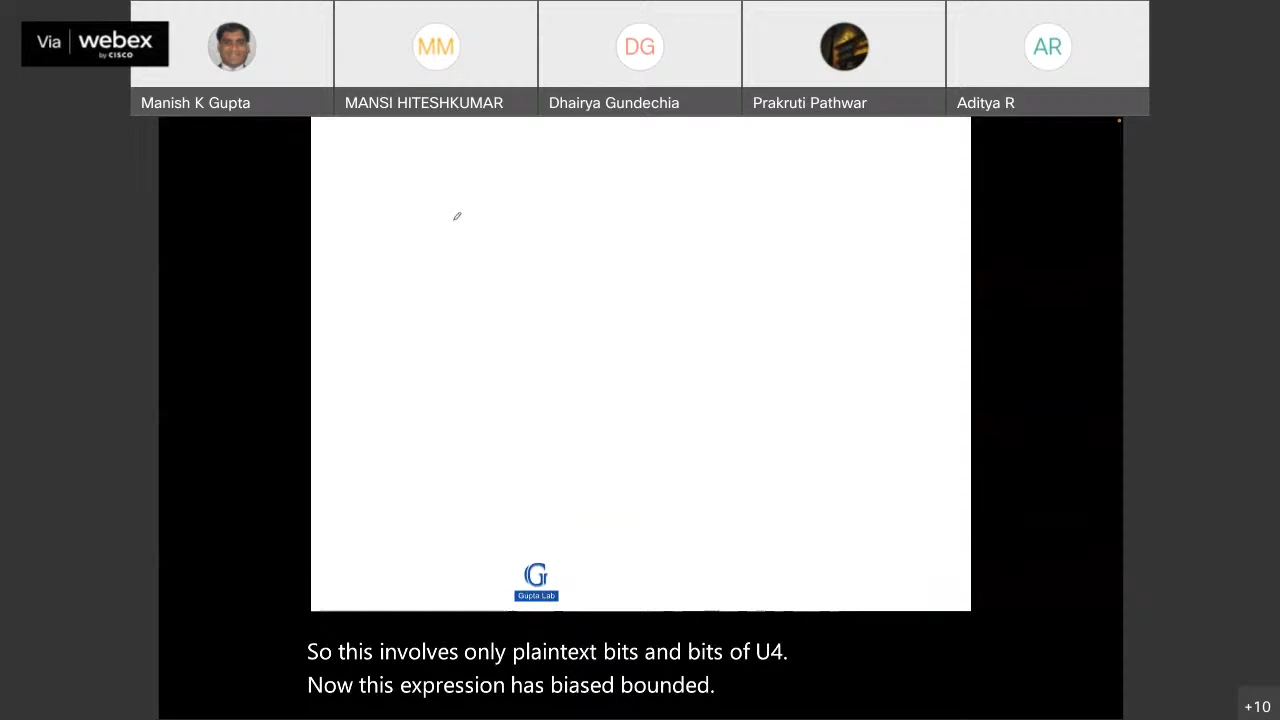 Via webex
by CISCO
MM
DG
AR
Manish K Gupta
MANSI HITESHKUMAR
Dhairya Gundechia
Prakruti Pathwar
Aditya R
G
Gupta Lab
So this involves only plaintext bits and bits of U4.
Now this expression has biased bounded.
+10